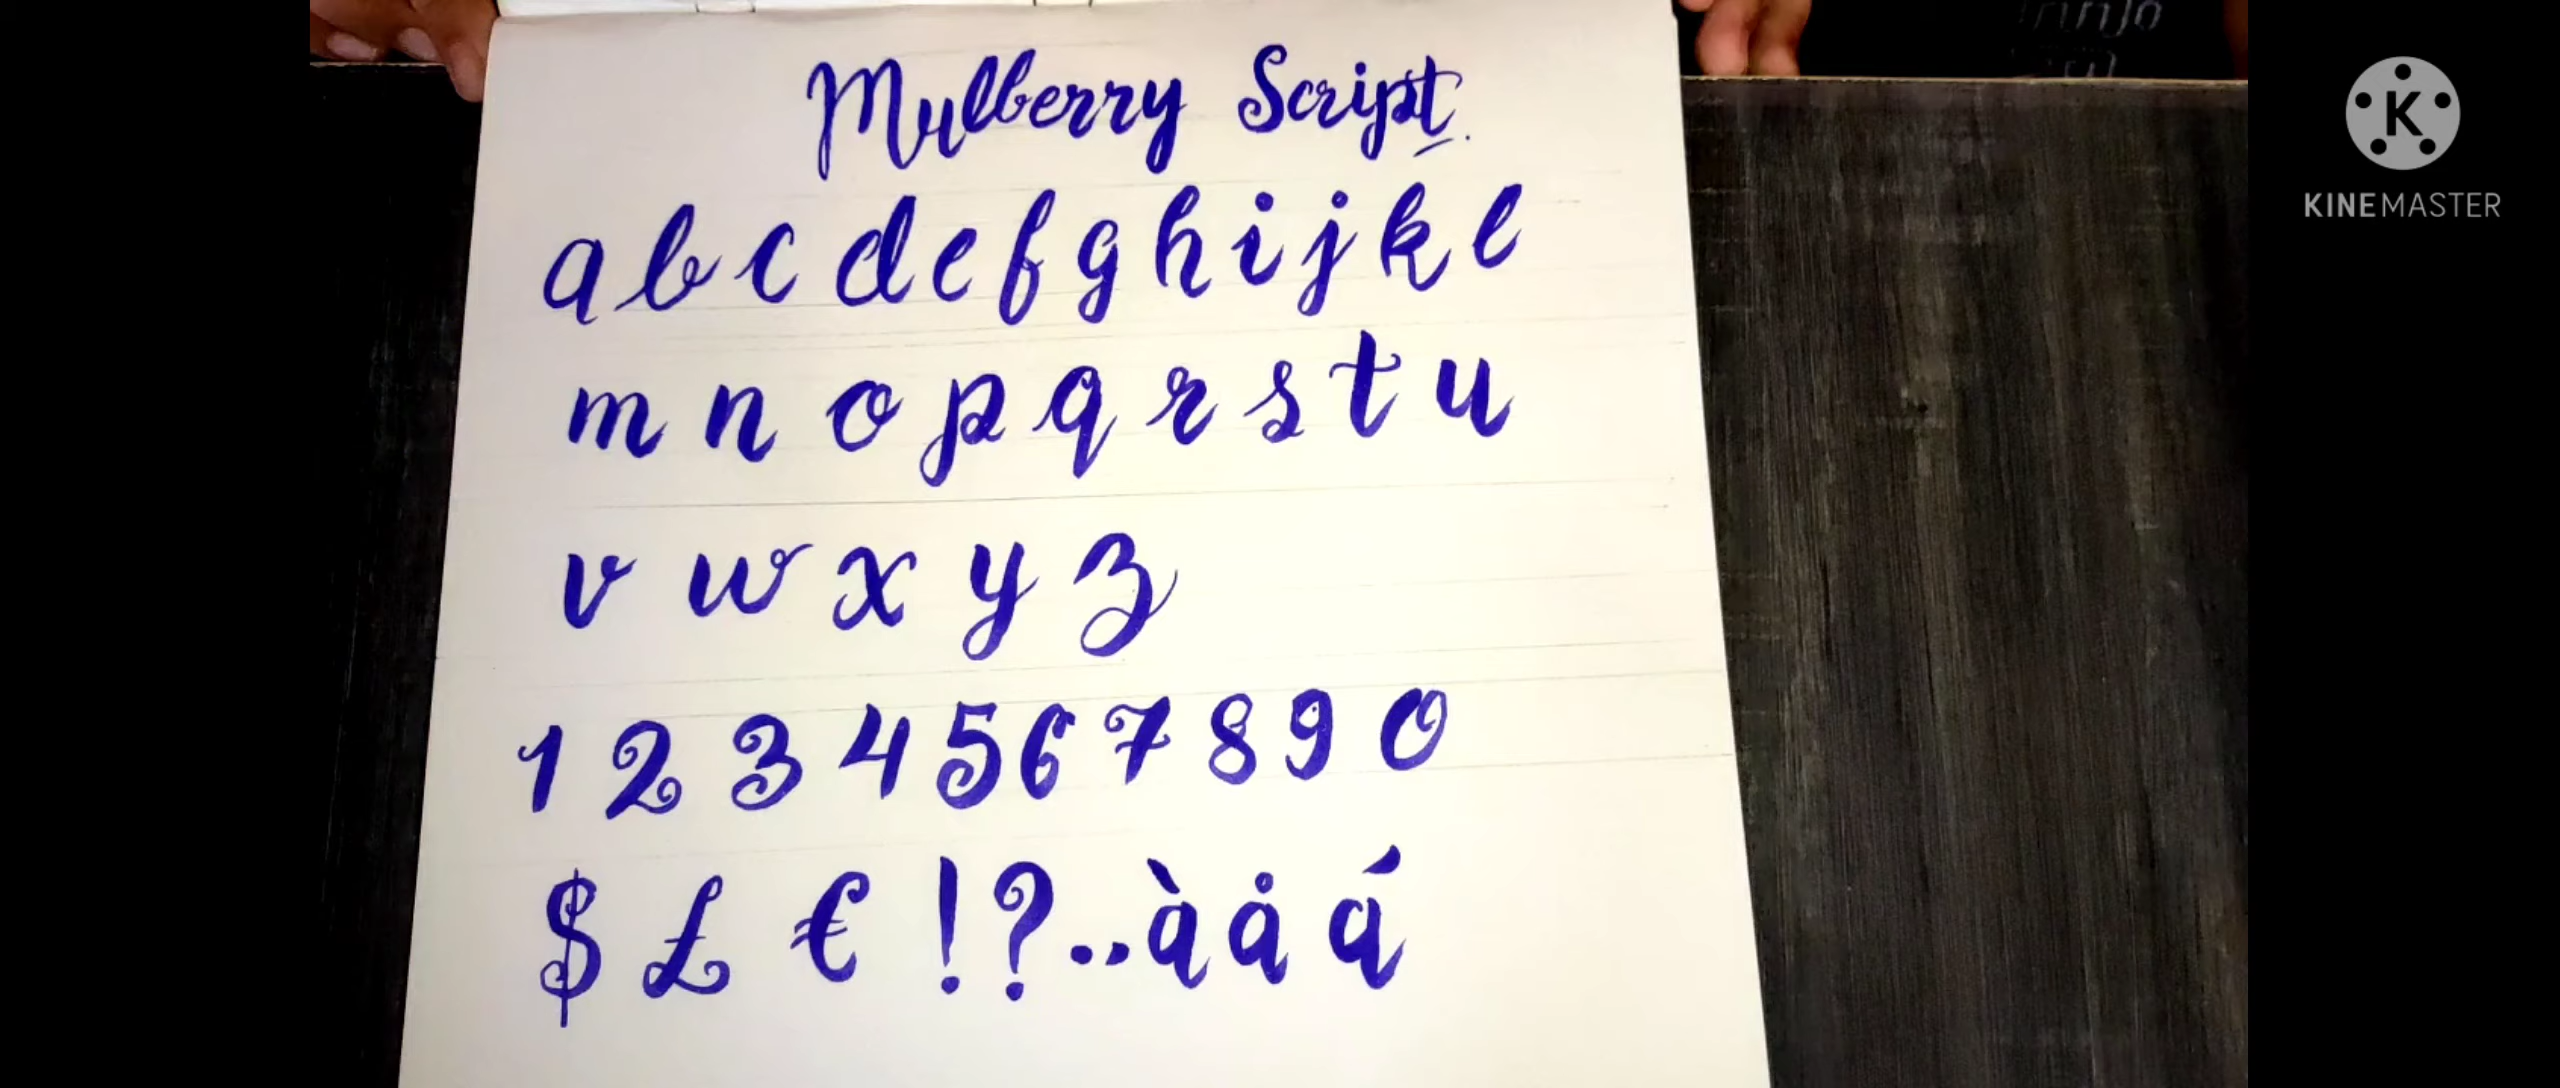 Mulberry Script.
a b c d e f g h i j k l
m n o p q r s t u
v w x y z
1 2 3 4 5 6 7 8 9 0
$ £ € ! ? . . à å á
KINEMASTER